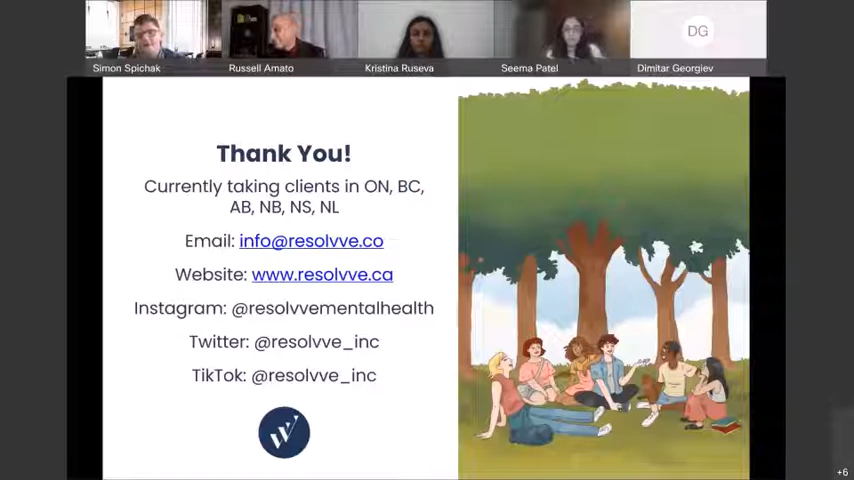 DG
Simon Spichak
Russell Amato
Kristina Ruseva
Seema Patel
Dimitar Georgiev
Thank You!
Currently taking clients in ON, BC,
AB, NB, NS, NL
Email: info@resolvve.co
Website: www.resolvve.ca
Instagram: @resolvvementalhealth
Twitter: @resolvve_inc
TikTok: @resolvve_inc
+6